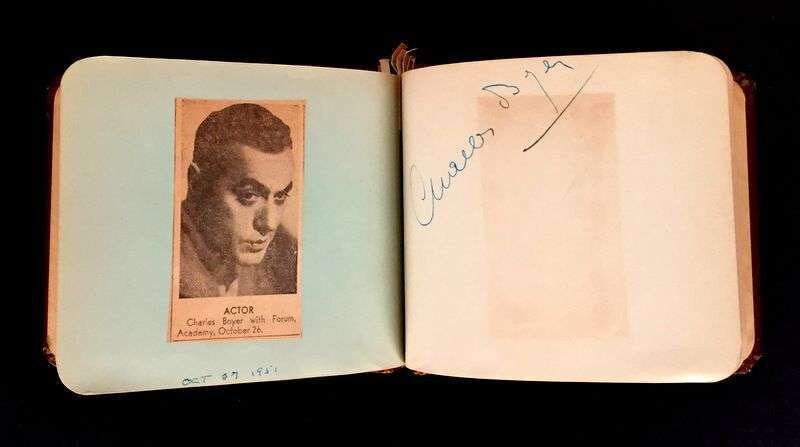 ACTOR
Charles Boyer with Forum,
Academy, October 26.
OCT 27 1951
Charles Boyer